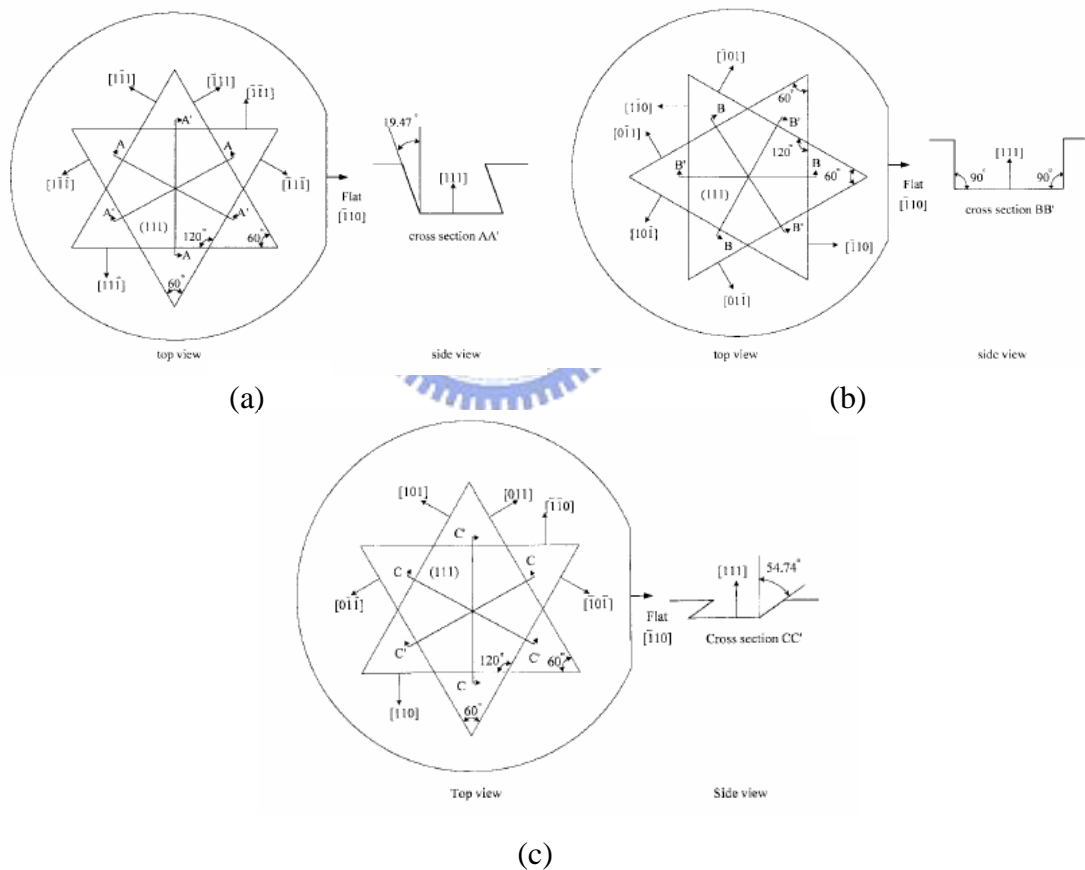 [11̄1]
[1̄11]
[1̄1̄1]
A'
A
A
[11̄1̄]
[1̄11̄]
A'
A'
(111)
120°
60°
A
[1̄11̄]
60°
top view
Flat
[1̄10]
19.47°
[111]
cross section AA'
side view
(a)
[1̄01]
60°
[11̄0]
B
B'
[01̄1]
120°
B'
B
60°
(111)
B
B'
[101̄]
[1̄10]
[011̄]
top view
Flat
[1̄10]
[111]
90°
90°
cross section BB'
side view
(b)
[101]
[011]
[1̄1̄0]
C'
C
(111)
C
[01̄1̄]
[1̄01̄]
C'
120°
C'
60°
C
[110]
60°
Top view
Flat
[1̄10]
[111]
54.74°
Cross section CC'
Side view
(c)